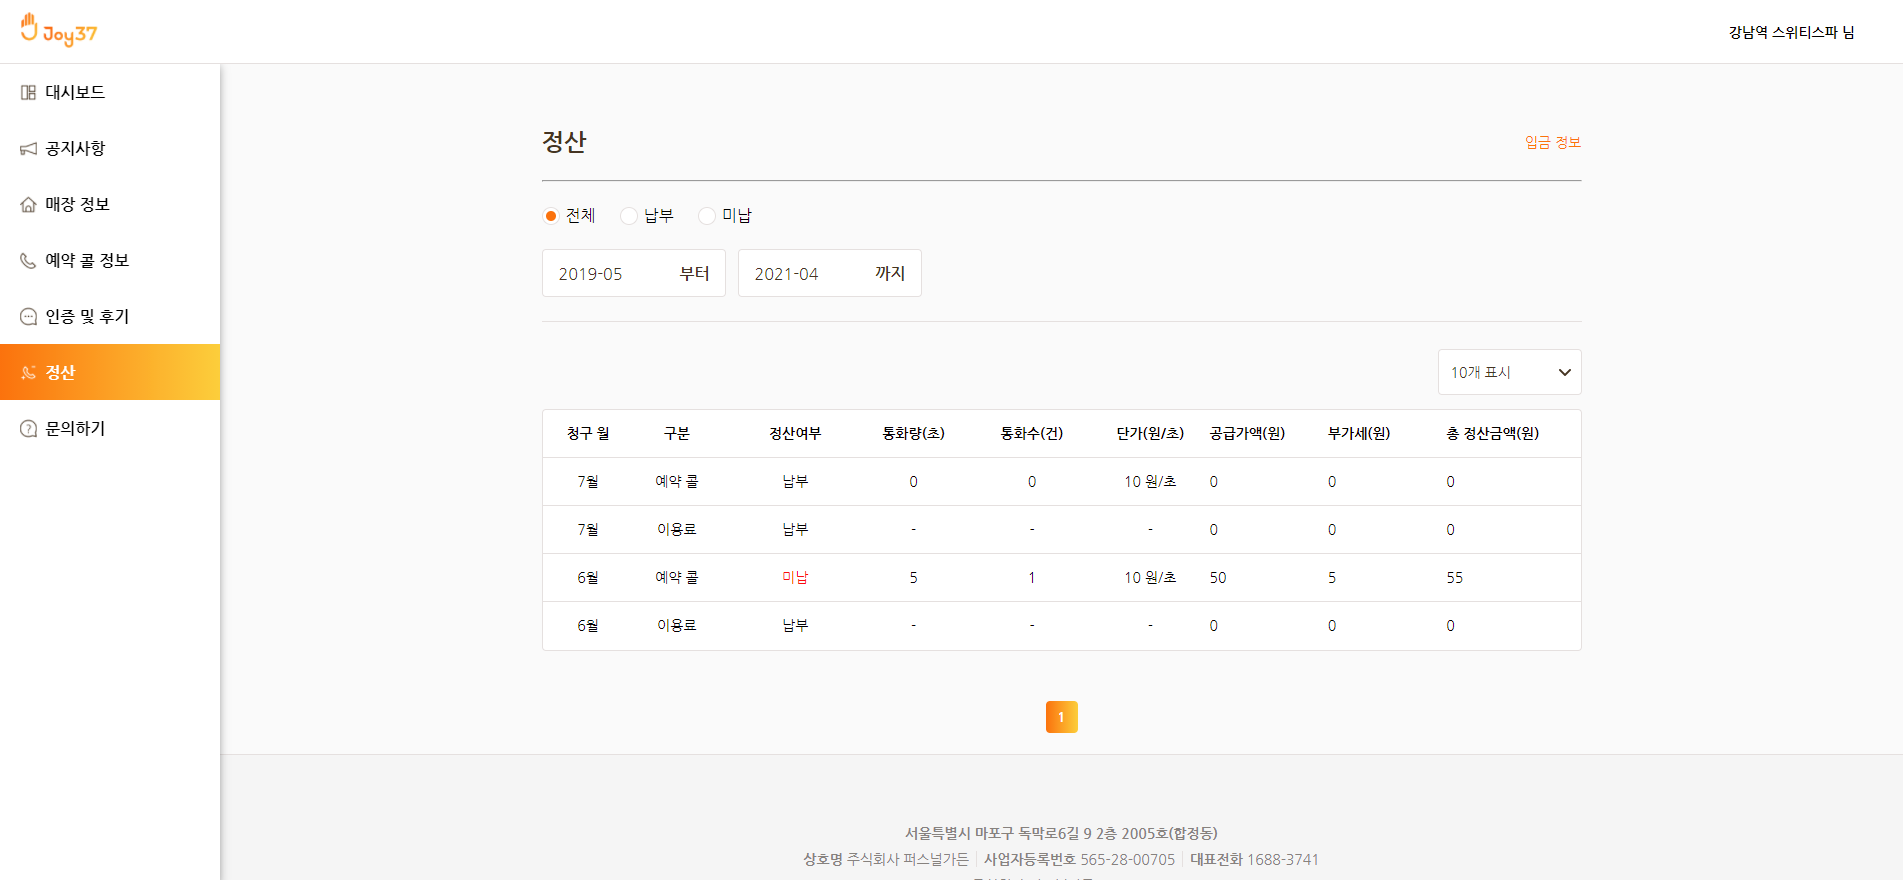 Joy37
강남역 스위티스파 님
대시보드
공지사항
매장 정보
예약 콜 정보
인증 및 후기
정산
문의하기
정산
입금 정보
전체 납부 미납
2019-05 부터 2021-04 까지
10개 표시
청구 월 구분 정산여부 통화량(초) 통화수(건) 단가(원/초) 공급가액(원) 부가세(원) 총 정산금액(원)
7월 예약 콜 납부 0 0 10 원/초 0 0 0
7월 이용료 납부 - - - 0 0 0
6월 예약 콜 미납 5 1 10 원/초 50 5 55
6월 이용료 납부 - - - 0 0 0
1
서울특별시 마포구 독막로6길 9 2층 2005호(합정동)
상호명 주식회사 퍼스널가든 사업자등록번호 565-28-00705 대표전화 1688-3741